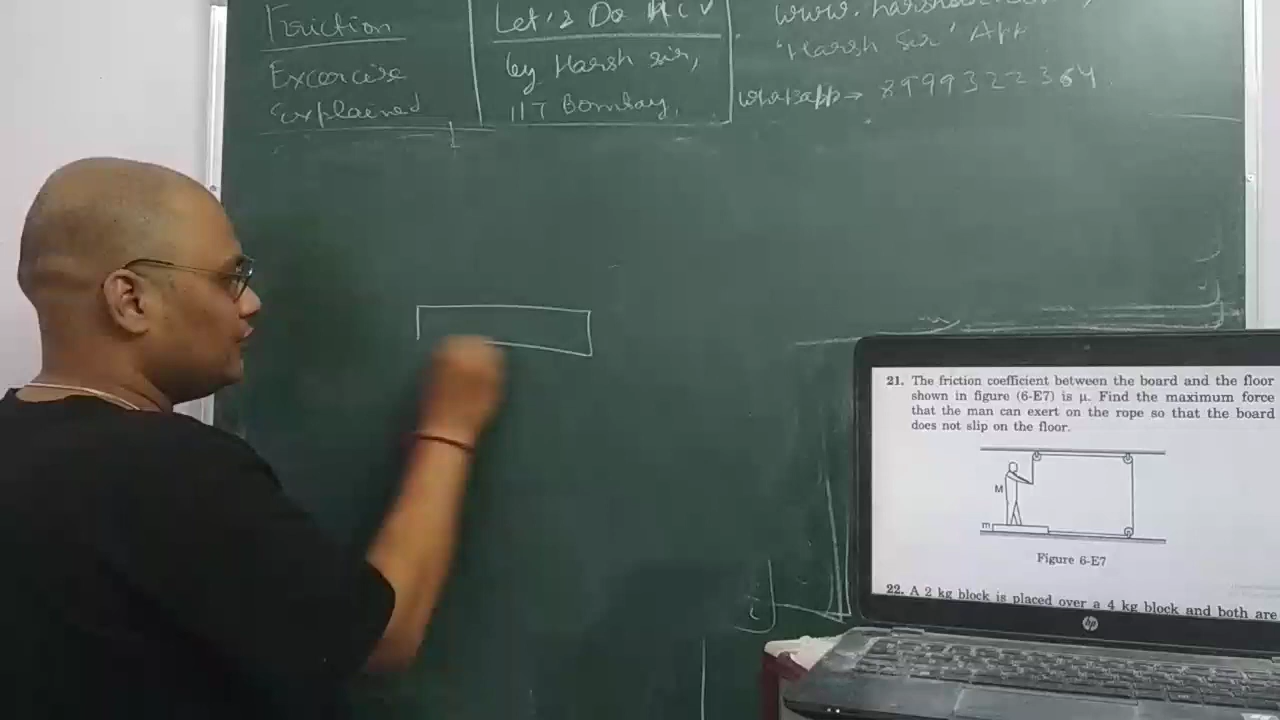 Friction
Excercise
Explained
Let's Do HCV
by Harsh sir,
IIT Bombay.
'Harsh Sir' App
whatsapp → 8999322364
21. The friction coefficient between the board and the floor
shown in figure (6-E7) is μ. Find the maximum force
that the man can exert on the rope so that the board
does not slip on the floor.
M
m
Figure 6-E7
22. A 2 kg block is placed over a 4 kg block and both are
hp